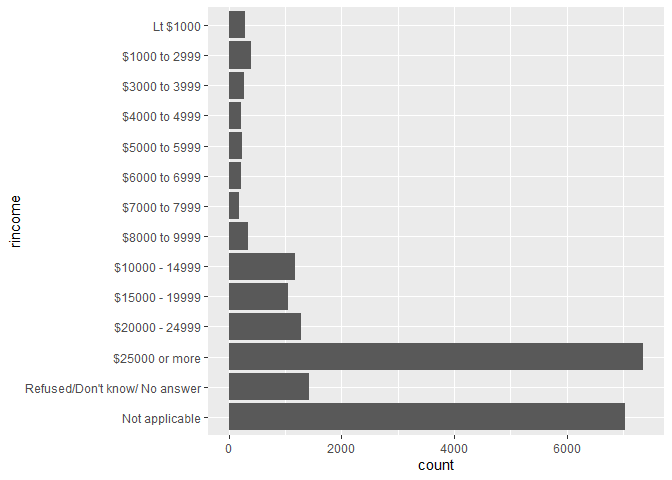 Lt $1000
$1000 to 2999
$3000 to 3999
$4000 to 4999
$5000 to 5999
$6000 to 6999
$7000 to 7999
$8000 to 9999
$10000 - 14999
$15000 - 19999
$20000 - 24999
$25000 or more
Refused/Don't know/ No answer
Not applicable
rincome
0 2000 4000 6000
count